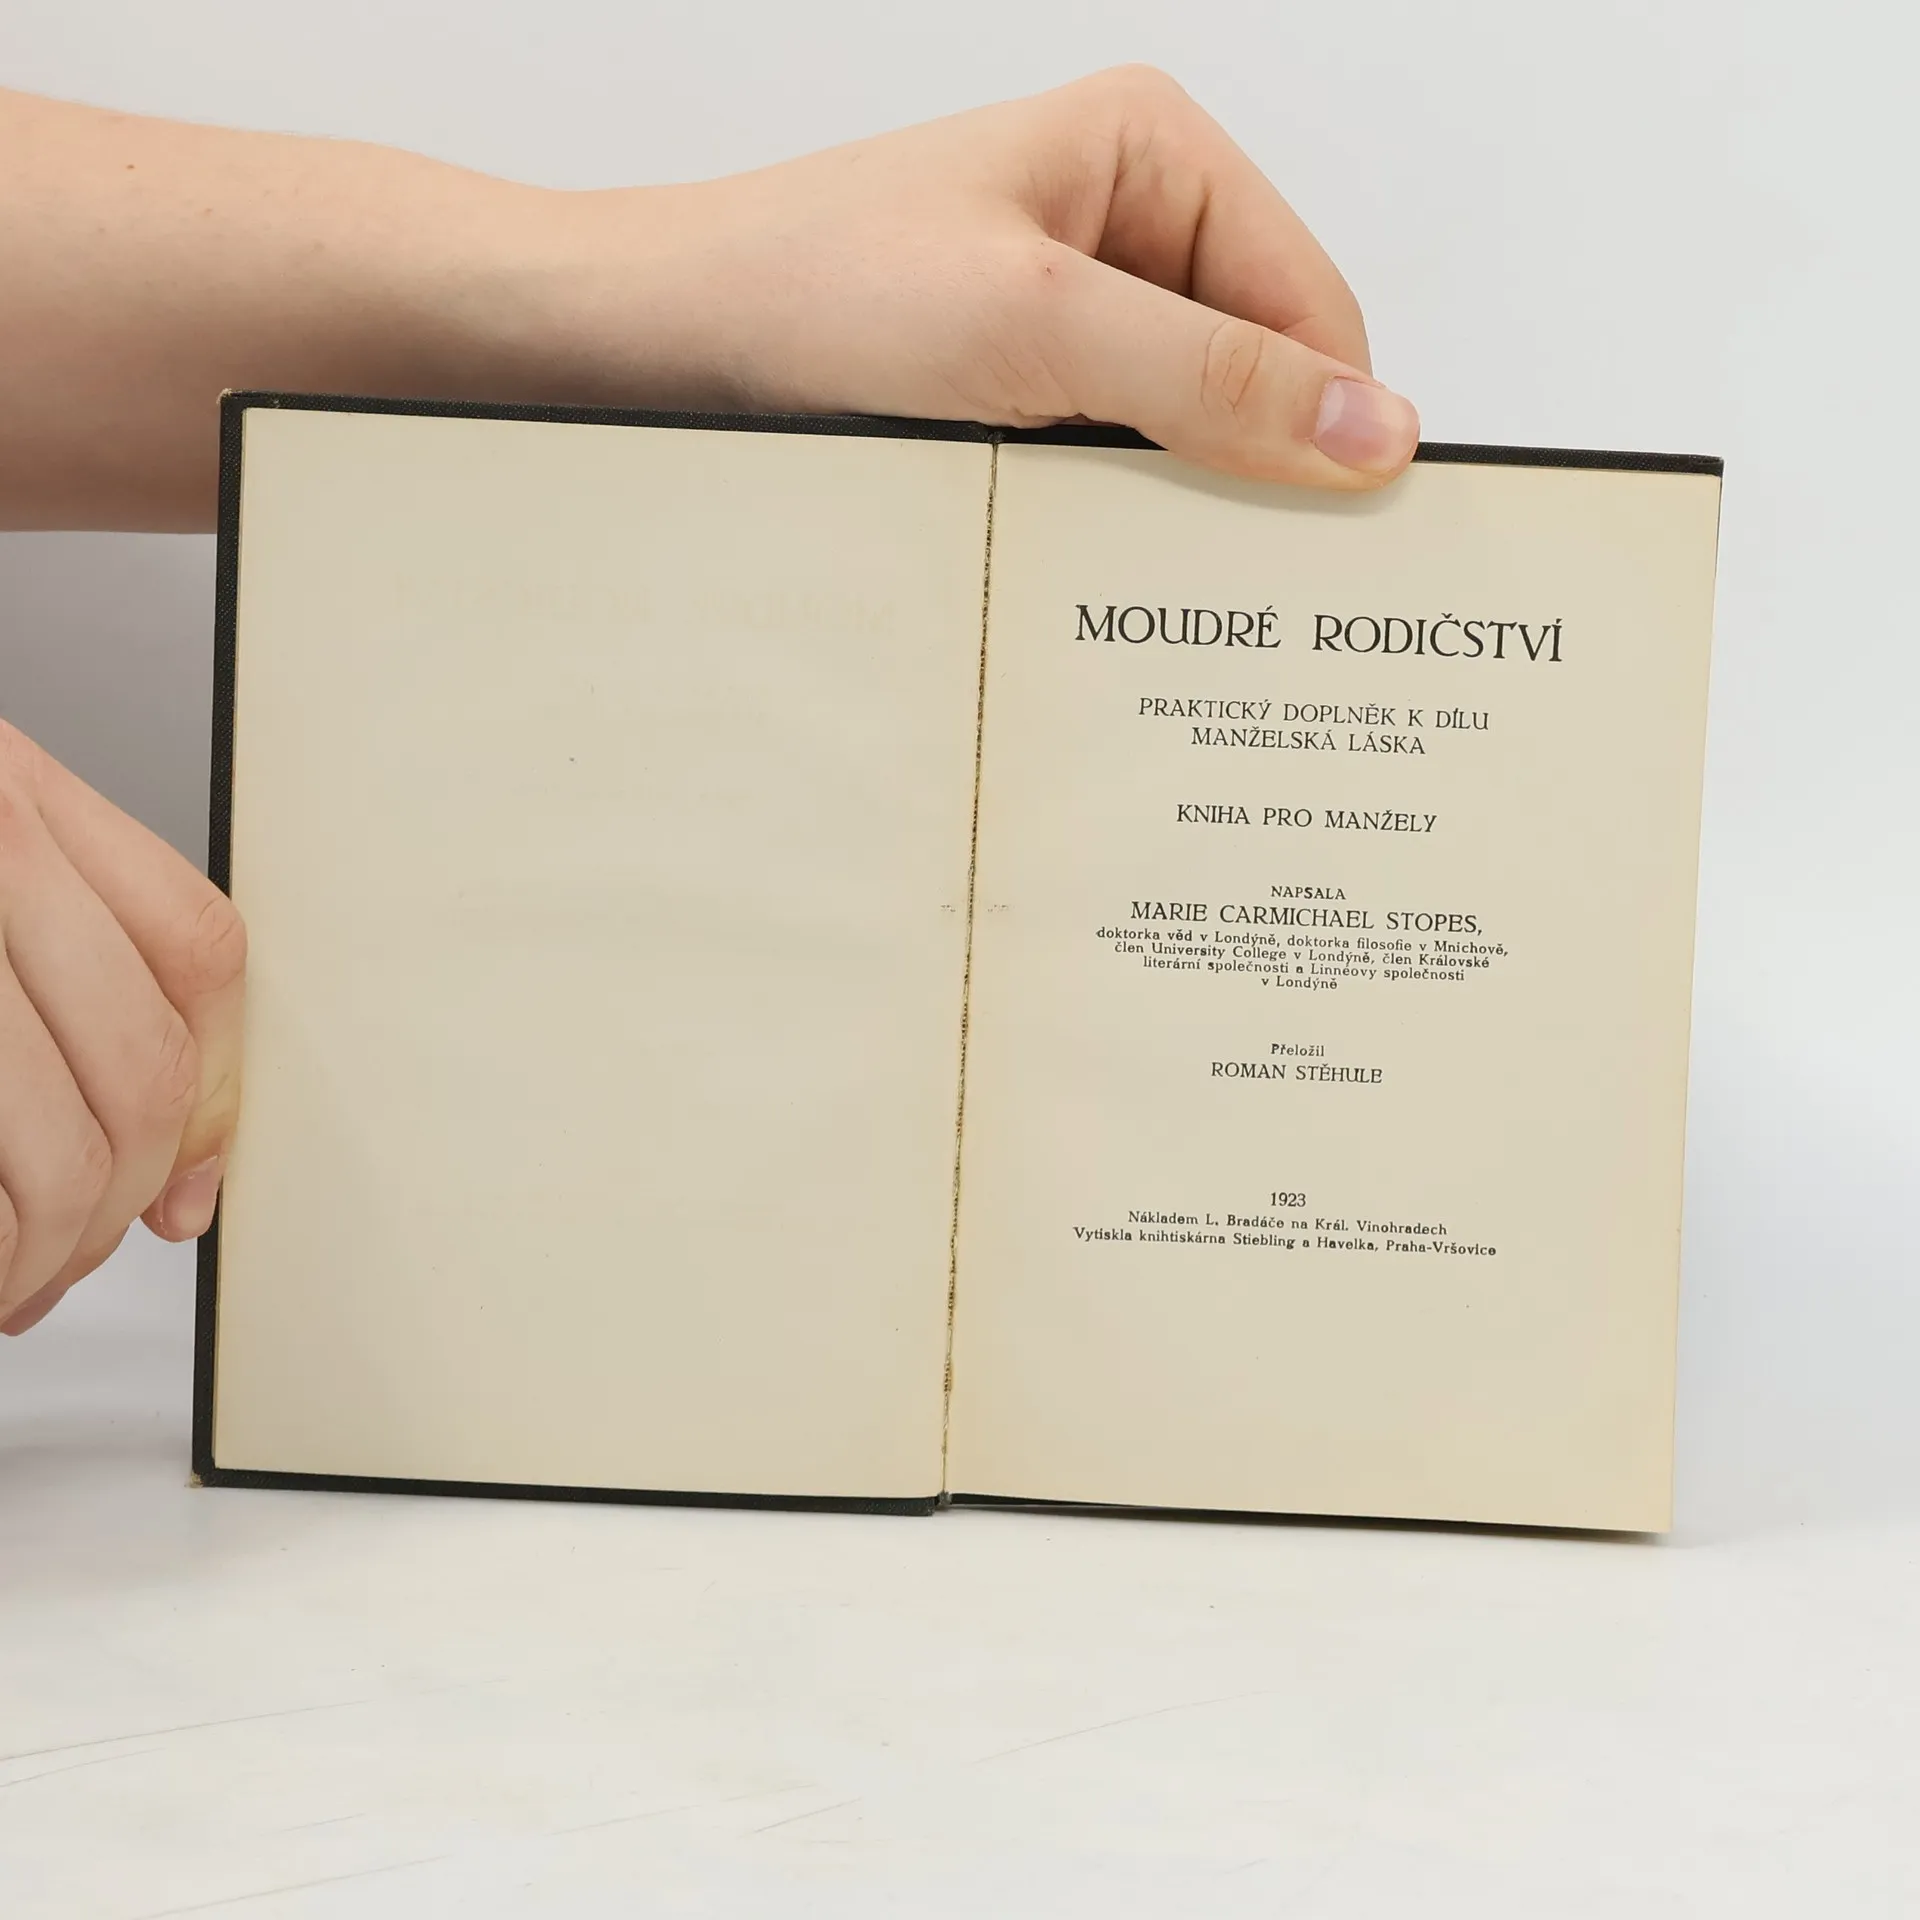 MOUDRÉ RODIČSTVÍ
PRAKTICKÝ DOPLNĚK K DÍLU
MANŽELSKÁ LÁSKA
KNIHA PRO MANŽELY
NAPSALA
MARIE CARMICHAEL STOPES,
doktorka věd v Londýně, doktorka filosofie v Mnichově,
člen University College v Londýně, člen Královské
literární společnosti a Linnéovy společnosti
v Londýně
Přeložil
ROMAN STĚHULE
1923
Nákladem L. Bradáče na Král. Vinohradech
Vytiskla knihtiskárna Stiebling a Havelka, Praha-Vršovice